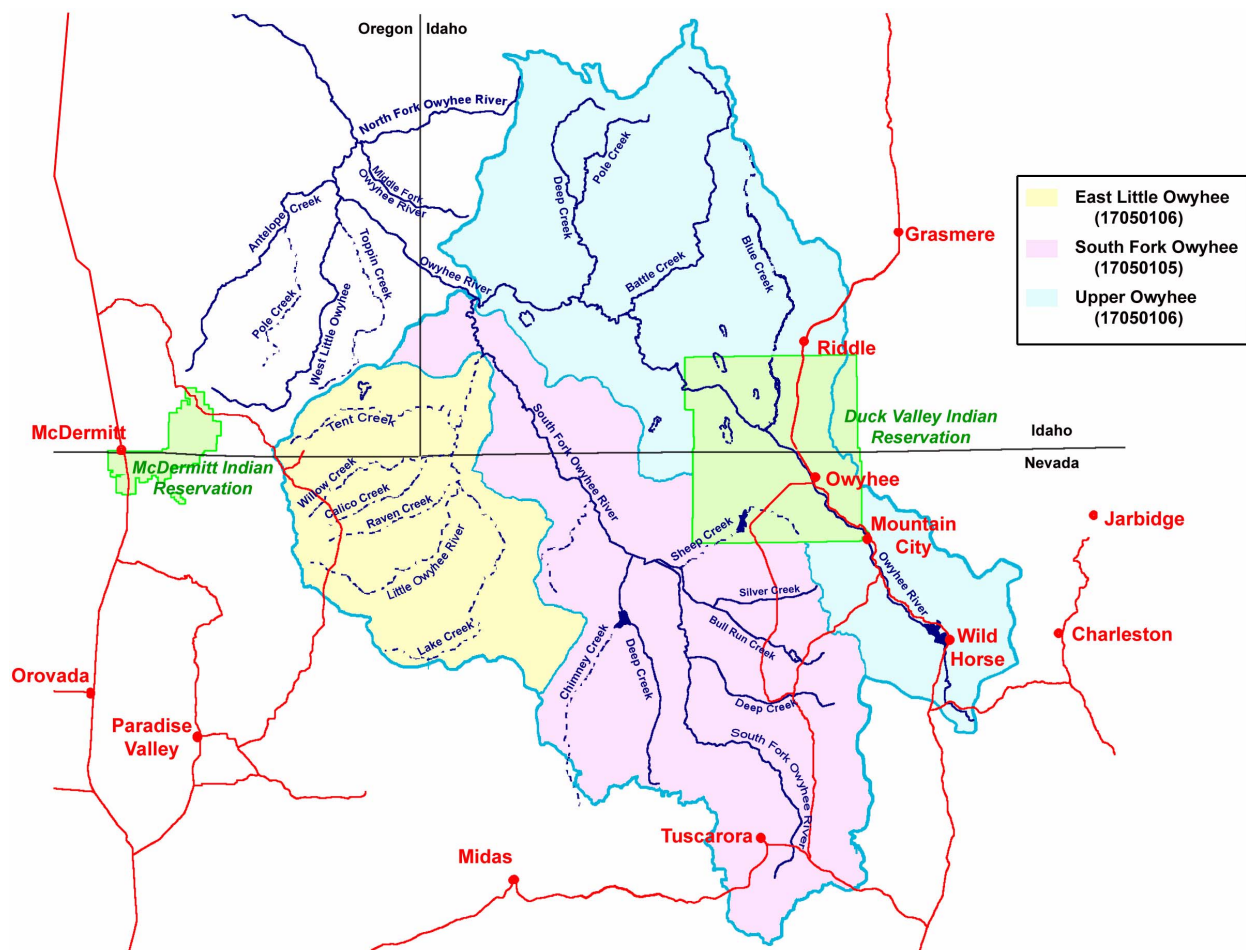 Oregon
Idaho
North Fork Owyhee River
Middle Fork
Owyhee River
Antelope Creek
Toppin Creek
Pole Creek
West Little Owyhee
Owyhee River
Deep Creek
Pole Creek
Battle Creek
Blue Creek
Grasmere
Riddle
East Little Owyhee
(17050106)
South Fork Owyhee
(17050105)
Upper Owyhee
(17050106)
McDermitt
McDermitt Indian
Reservation
Duck Valley Indian
Reservation
Idaho
Nevada
Tent Creek
Willow Creek
Calico Creek
Raven Creek
Little Owyhee River
Lake Creek
South Fork Owyhee River
Sheep Creek
Owyhee
Mountain
City
Jarbidge
Silver Creek
Bull Run Creek
Owyhee River
Wild
Horse
Charleston
Chimney Creek
Deep Creek
Deep Creek
South Fork Owyhee River
Orovada
Paradise
Valley
Tuscarora
Midas